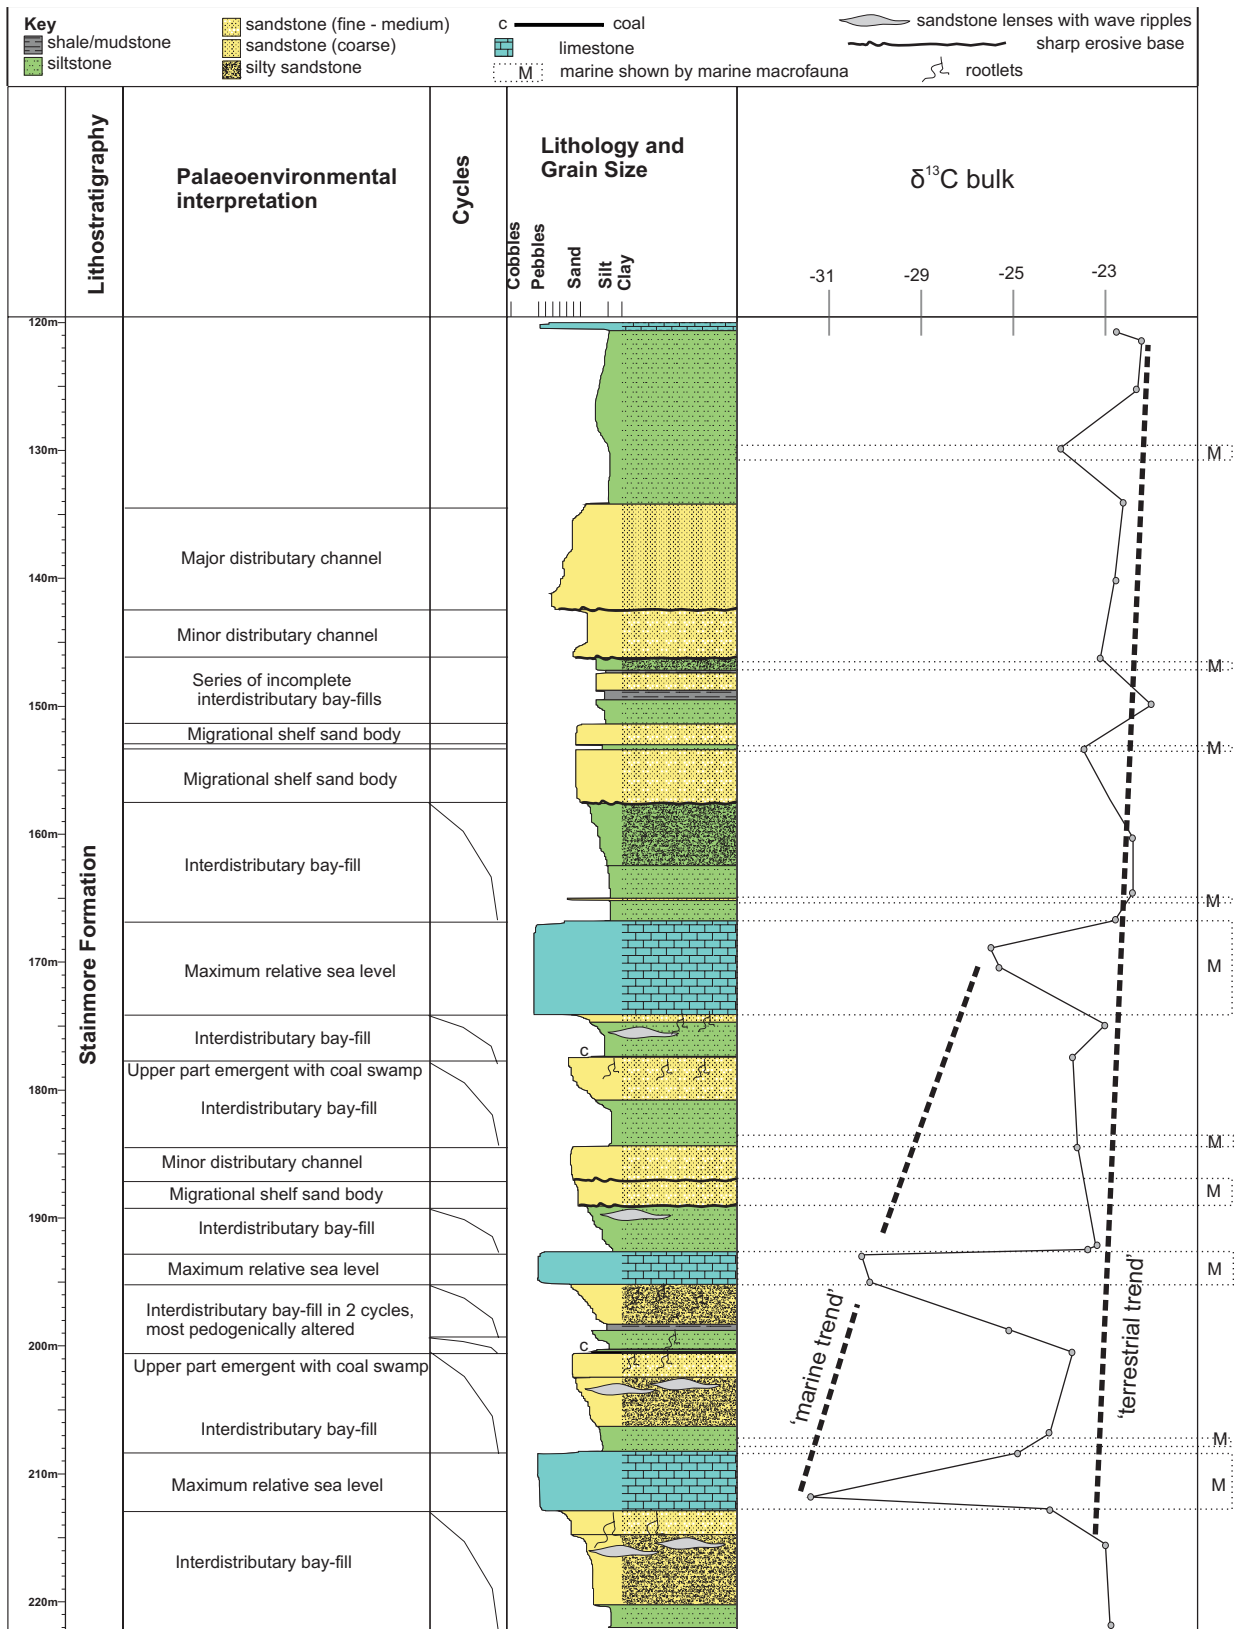 Key
shale/mudstone
siltstone
sandstone (fine - medium)
sandstone (coarse)
silty sandstone
c coal
limestone
M marine shown by marine macrofauna
sandstone lenses with wave ripples
sharp erosive base
rootlets
Lithostratigraphy
Palaeoenvironmental
interpretation
Cycles
Lithology and
Grain Size
Cobbles
Pebbles
Sand
Silt
Clay
δ¹³C bulk
-31 -29 -25 -23
120m
130m
140m
150m
160m
170m
180m
190m
200m
210m
220m
Stainmore Formation
Major distributary channel
Minor distributary channel
Series of incomplete
interdistributary bay-fills
Migrational shelf sand body
Migrational shelf sand body
Interdistributary bay-fill
Maximum relative sea level
Interdistributary bay-fill
Upper part emergent with coal swamp
Interdistributary bay-fill
Minor distributary channel
Migrational shelf sand body
Interdistributary bay-fill
Maximum relative sea level
Interdistributary bay-fill in 2 cycles,
most pedogenically altered
Upper part emergent with coal swamp
Interdistributary bay-fill
Maximum relative sea level
Interdistributary bay-fill
c
c
'marine trend'
'terrestrial trend'
M
M
M
M
M
M
M
M
M
M